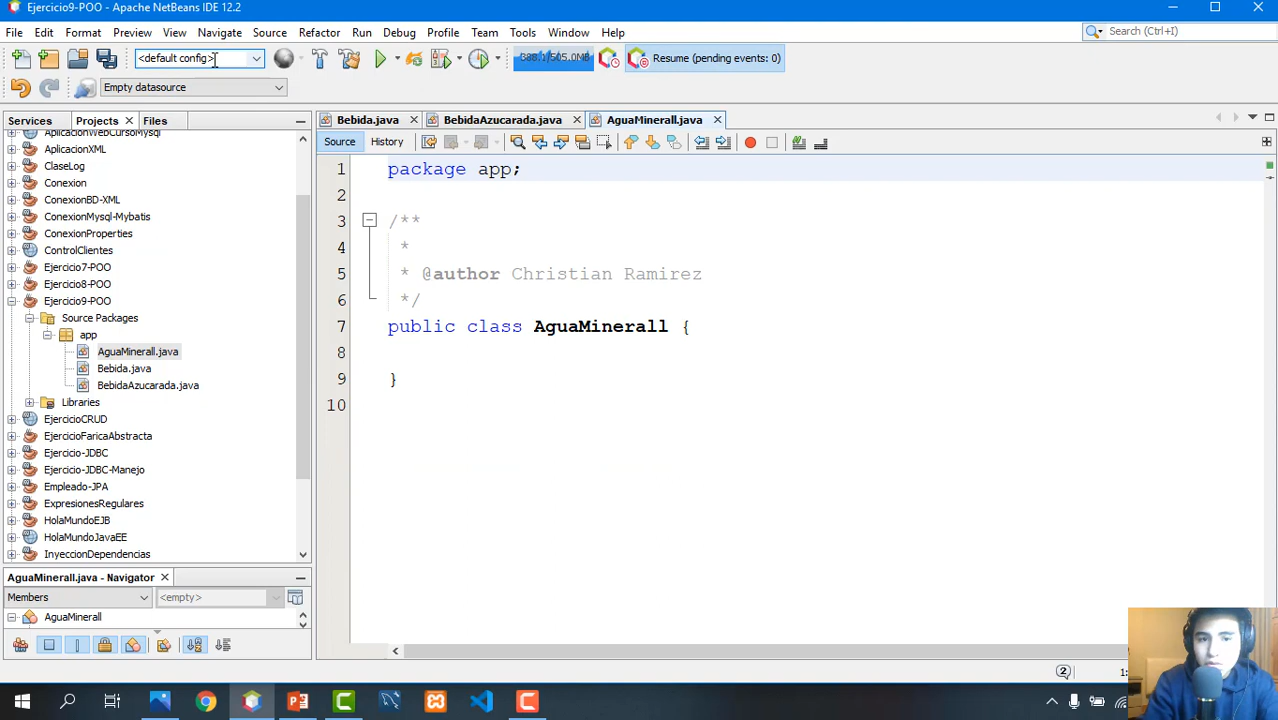 Ejercicio9-POO - Apache NetBeans IDE 12.2
File Edit Format Preview View Navigate Source Refactor Run Debug Profile Team Tools Window Help
Search (Ctrl+I)
<default config>
Resume (pending events: 0)
Empty datasource
Services Projects Files
Bebida.java BebidaAzucarada.java AguaMinerall.java
Source History
AplicacionWebCursoMysql
AplicacionXML
ClaseLog
Conexion
ConexionBD-XML
ConexionMysql-Mybatis
ConexionProperties
ControlClientes
Ejercicio7-POO
Ejercicio8-POO
Ejercicio9-POO
Source Packages
app
AguaMinerall.java
Bebida.java
BebidaAzucarada.java
Libraries
EjercicioCRUD
EjercicioFaricaAbstracta
Ejercicio-JDBC
Ejercicio-JDBC-Manejo
Empleado-JPA
ExpresionesRegulares
HolaMundoEJB
HolaMundoJavaEE
InyeccionDependencias
1 package app;
2
3 /**
4 *
5 * @author Christian Ramirez
6 */
7 public class AguaMinerall {
8
9 }
10
AguaMinerall.java - Navigator
Members <empty>
AguaMinerall
2
1: